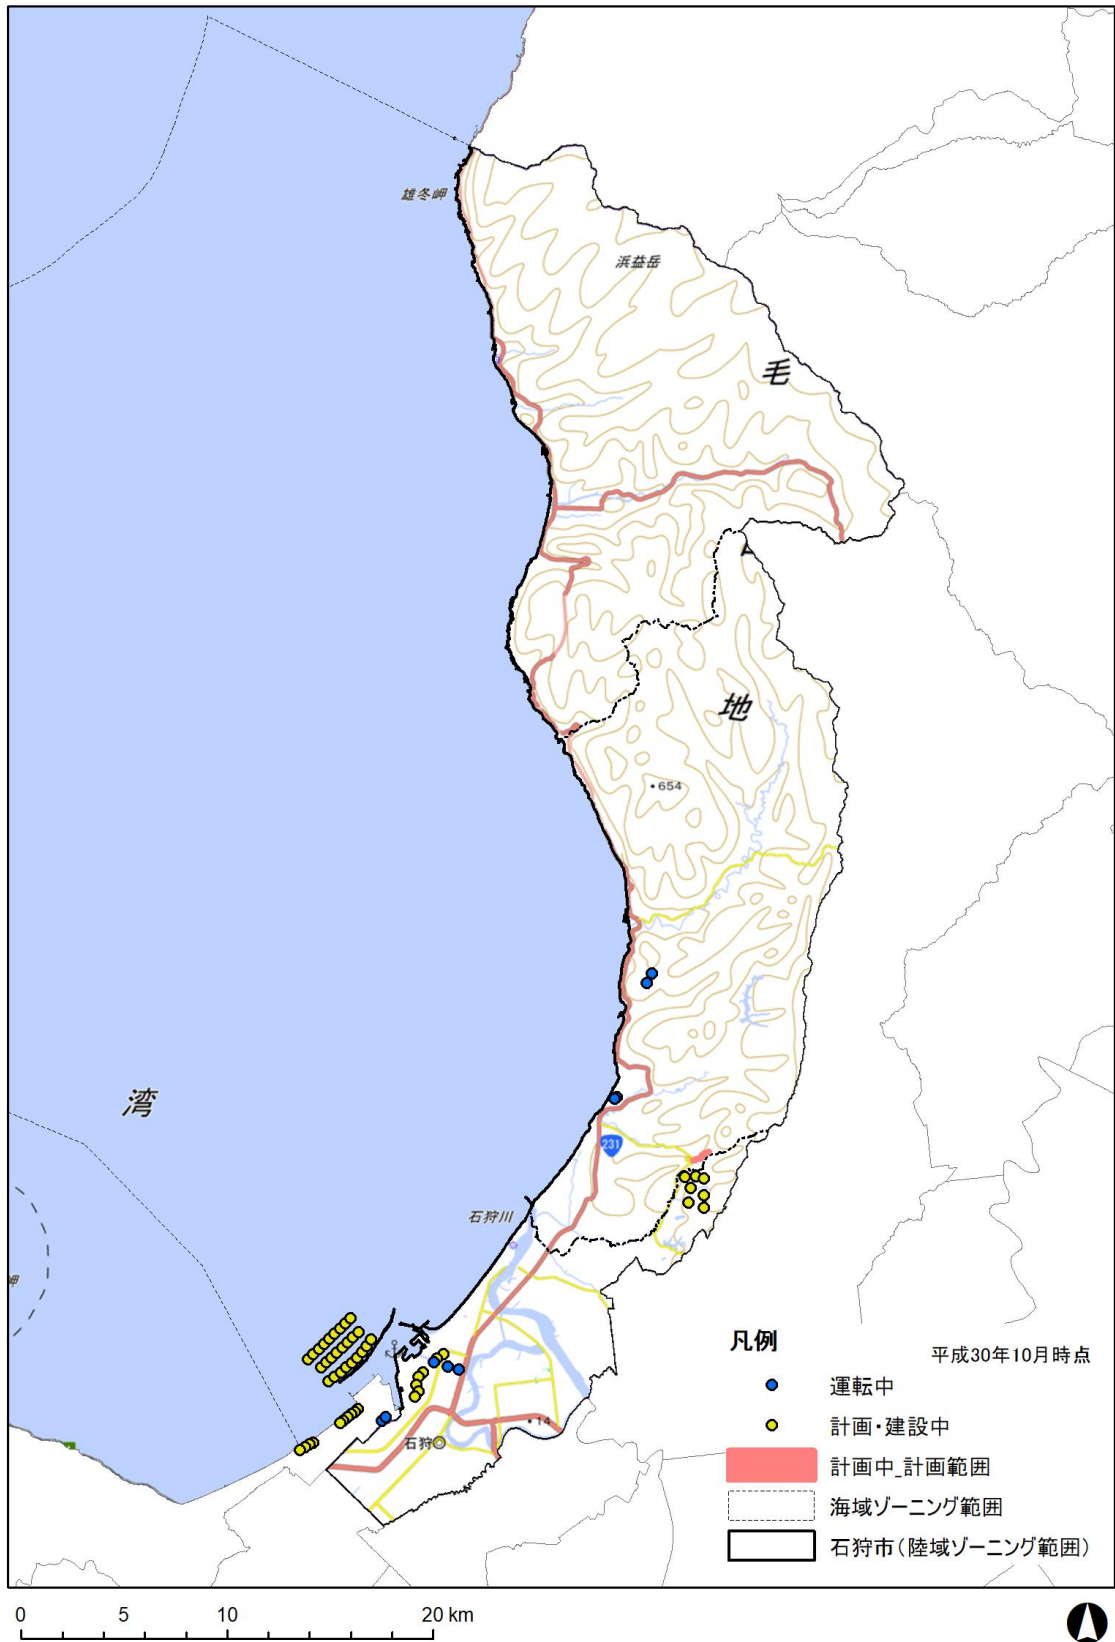 雄冬岬
浜益岳
毛
地
・654
湾
231
石狩川
岬
凡例
平成30年10月時点
運転中
計画・建設中
計画中_計画範囲
海域ゾーニング範囲
石狩市(陸域ゾーニング範囲)
・14
石狩◎
0 5 10 20 km